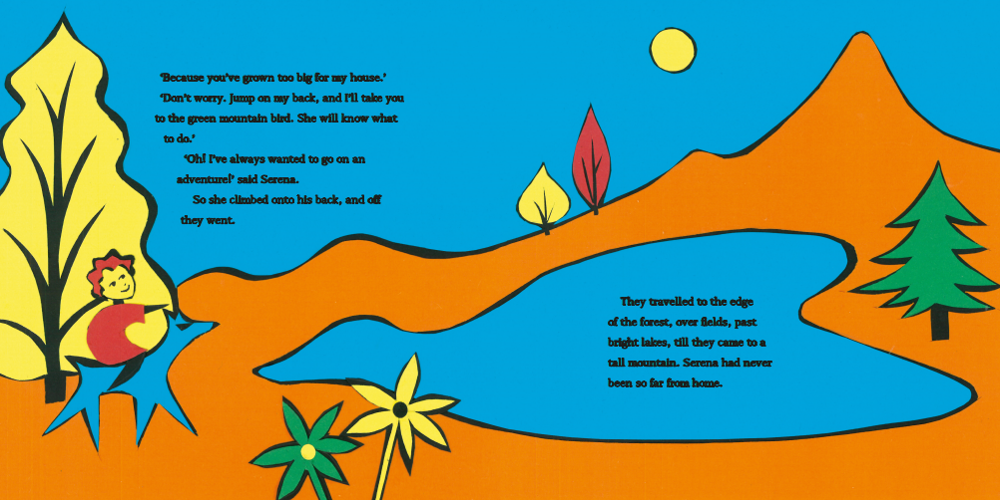 ‘Because you’ve grown too big for my house.’
‘Don’t worry. Jump on my back, and I’ll take you
to the green mountain bird. She will know what
to do.’
‘Oh! I’ve always wanted to go on an
adventure!’ said Serena.
So she climbed onto his back, and off
they went.
They travelled to the edge
of the forest, over fields, past
bright lakes, till they came to a
tall mountain. Serena had never
been so far from home.